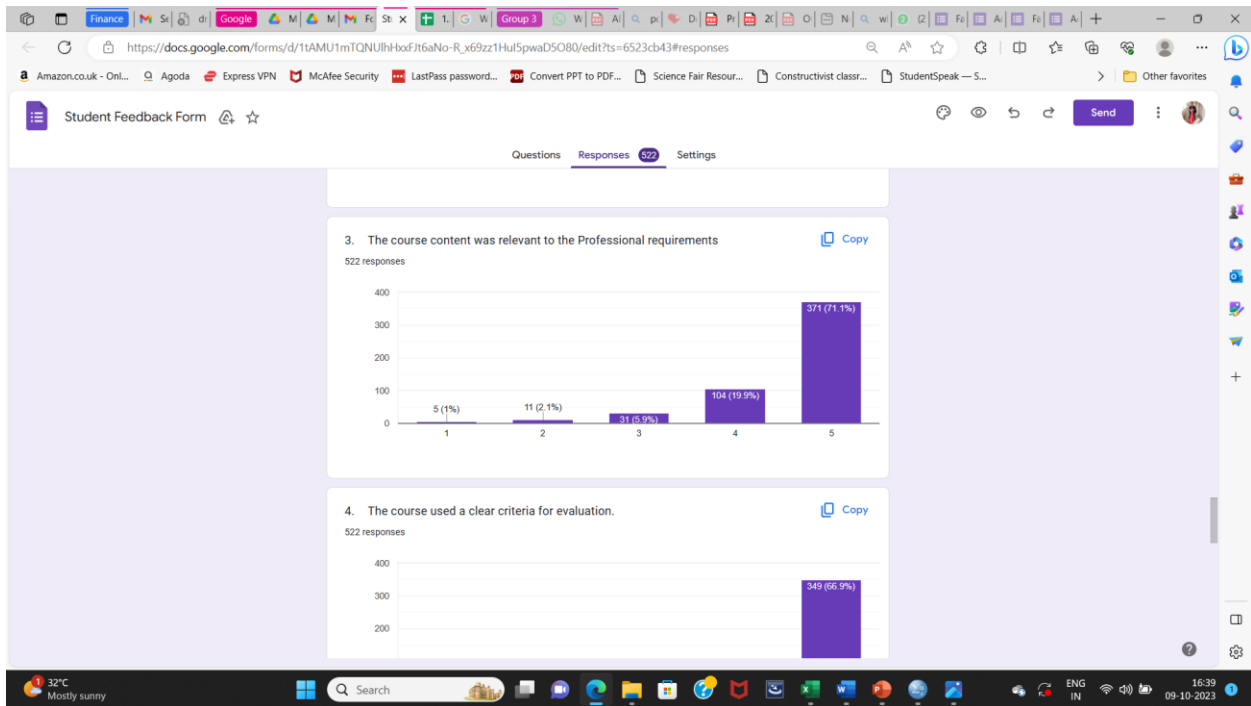 Finance
Google
Group 3
https://docs.google.com/forms/d/1tAMU1mTQNUlhHxxFJt6aNo-R_x69zz1HuI5pwaD5O80/edit?ts=6523cb43#responses
Amazon.co.uk - Onl... Agoda Express VPN McAfee Security LastPass password... Convert PPT to PDF... Science Fair Resour... Constructivist classr... StudentSpeak — S... Other favorites
Student Feedback Form
Send
Questions Responses 522 Settings
3. The course content was relevant to the Professional requirements
Copy
522 responses
400
300
200
100
0
5 (1%)
11 (2.1%)
31 (5.9%)
104 (19.9%)
371 (71.1%)
1 2 3 4 5
4. The course used a clear criteria for evaluation.
Copy
522 responses
400
300
200
349 (66.9%)
1
32°C
Mostly sunny
Search
ENG
IN
16:39
09-10-2023
1